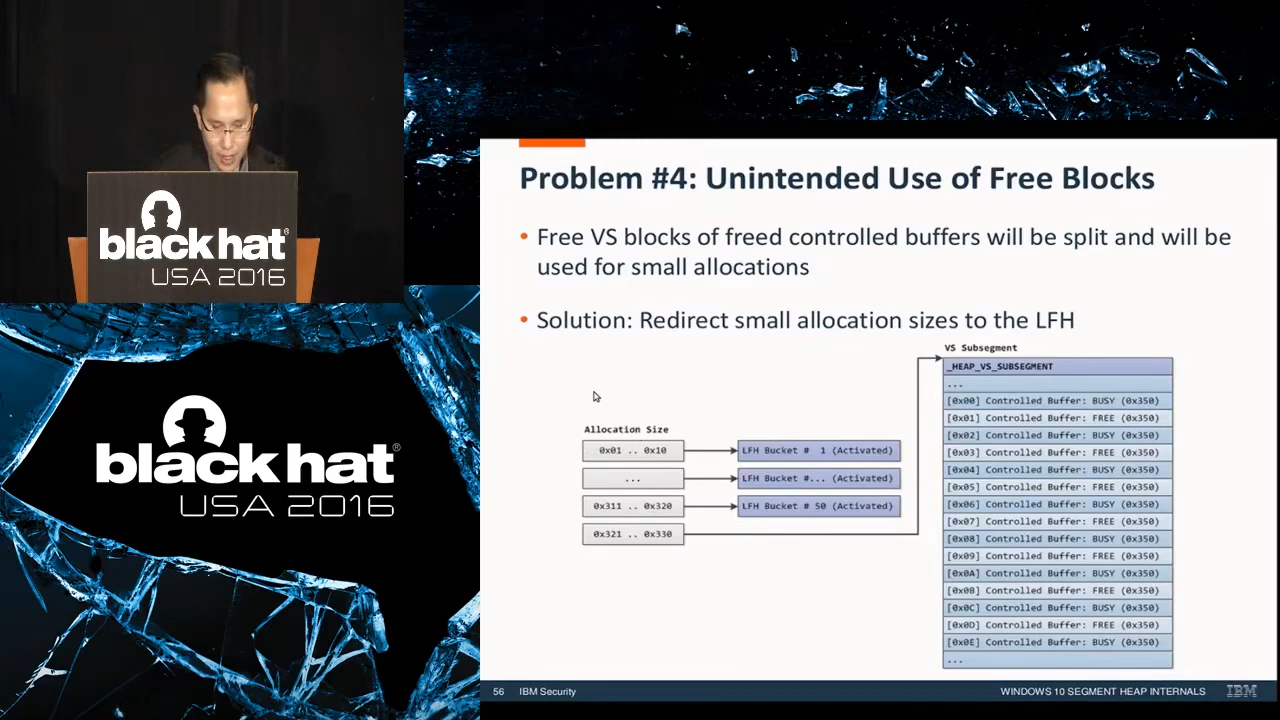 blackhat®
USA 2016
blackhat®
USA 2016
Problem #4: Unintended Use of Free Blocks
• Free VS blocks of freed controlled buffers will be split and will be
used for small allocations
• Solution: Redirect small allocation sizes to the LFH
VS Subsegment
_HEAP_VS_SUBSEGMENT
...
[0x00] Controlled Buffer: BUSY (0x350)
[0x01] Controlled Buffer: FREE (0x350)
[0x02] Controlled Buffer: BUSY (0x350)
[0x03] Controlled Buffer: FREE (0x350)
[0x04] Controlled Buffer: BUSY (0x350)
[0x05] Controlled Buffer: FREE (0x350)
[0x06] Controlled Buffer: BUSY (0x350)
[0x07] Controlled Buffer: FREE (0x350)
[0x08] Controlled Buffer: BUSY (0x350)
[0x09] Controlled Buffer: FREE (0x350)
[0x0A] Controlled Buffer: BUSY (0x350)
[0x0B] Controlled Buffer: FREE (0x350)
[0x0C] Controlled Buffer: BUSY (0x350)
[0x0D] Controlled Buffer: FREE (0x350)
[0x0E] Controlled Buffer: BUSY (0x350)
...
Allocation Size
0x01 .. 0x10
LFH Bucket # 1 (Activated)
...
LFH Bucket #... (Activated)
0x311 .. 0x320
LFH Bucket # 50 (Activated)
0x321 .. 0x330
56 IBM Security
WINDOWS 10 SEGMENT HEAP INTERNALS
IBM